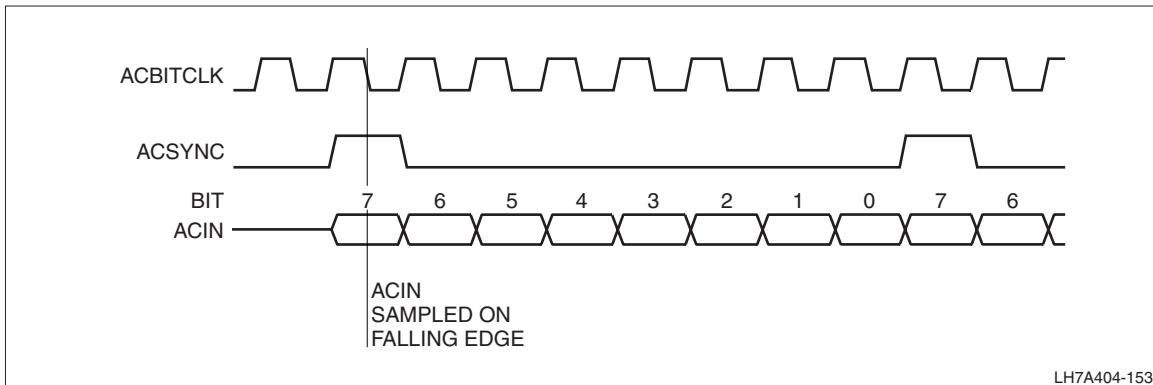 ACBITCLK
ACSYNC
BIT 7 6 5 4 3 2 1 0 7 6
ACIN
ACIN
SAMPLED ON
FALLING EDGE
LH7A404-153